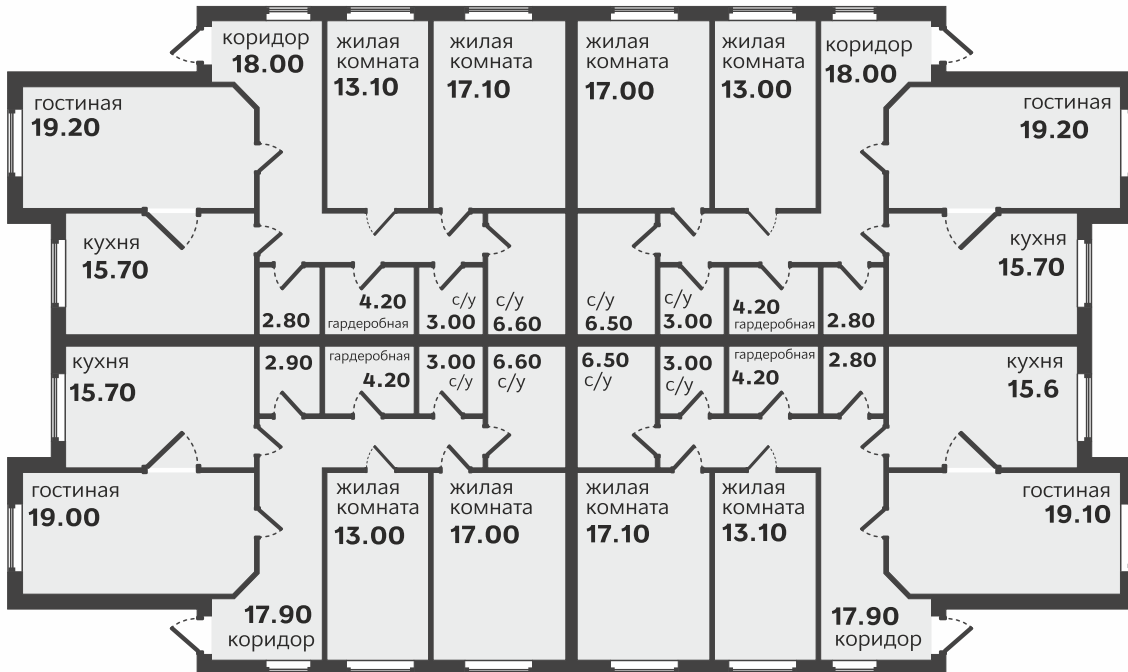 коридор
18.00
жилая
комната
13.10
жилая
комната
17.10
жилая
комната
17.00
жилая
комната
13.00
коридор
18.00
гостиная
19.20
гостиная
19.20
кухня
15.70
2.80
4.20
гардеробная
с/у
3.00
с/у
6.60
с/у
6.50
с/у
3.00
4.20
гардеробная
2.80
кухня
15.70
кухня
15.70
2.90
гардеробная
4.20
3.00
с/у
6.60
с/у
6.50
с/у
3.00
с/у
гардеробная
4.20
2.80
кухня
15.6
гостиная
19.00
жилая
комната
13.00
жилая
комната
17.00
жилая
комната
17.10
жилая
комната
13.10
гостиная
19.10
17.90
коридор
17.90
коридор